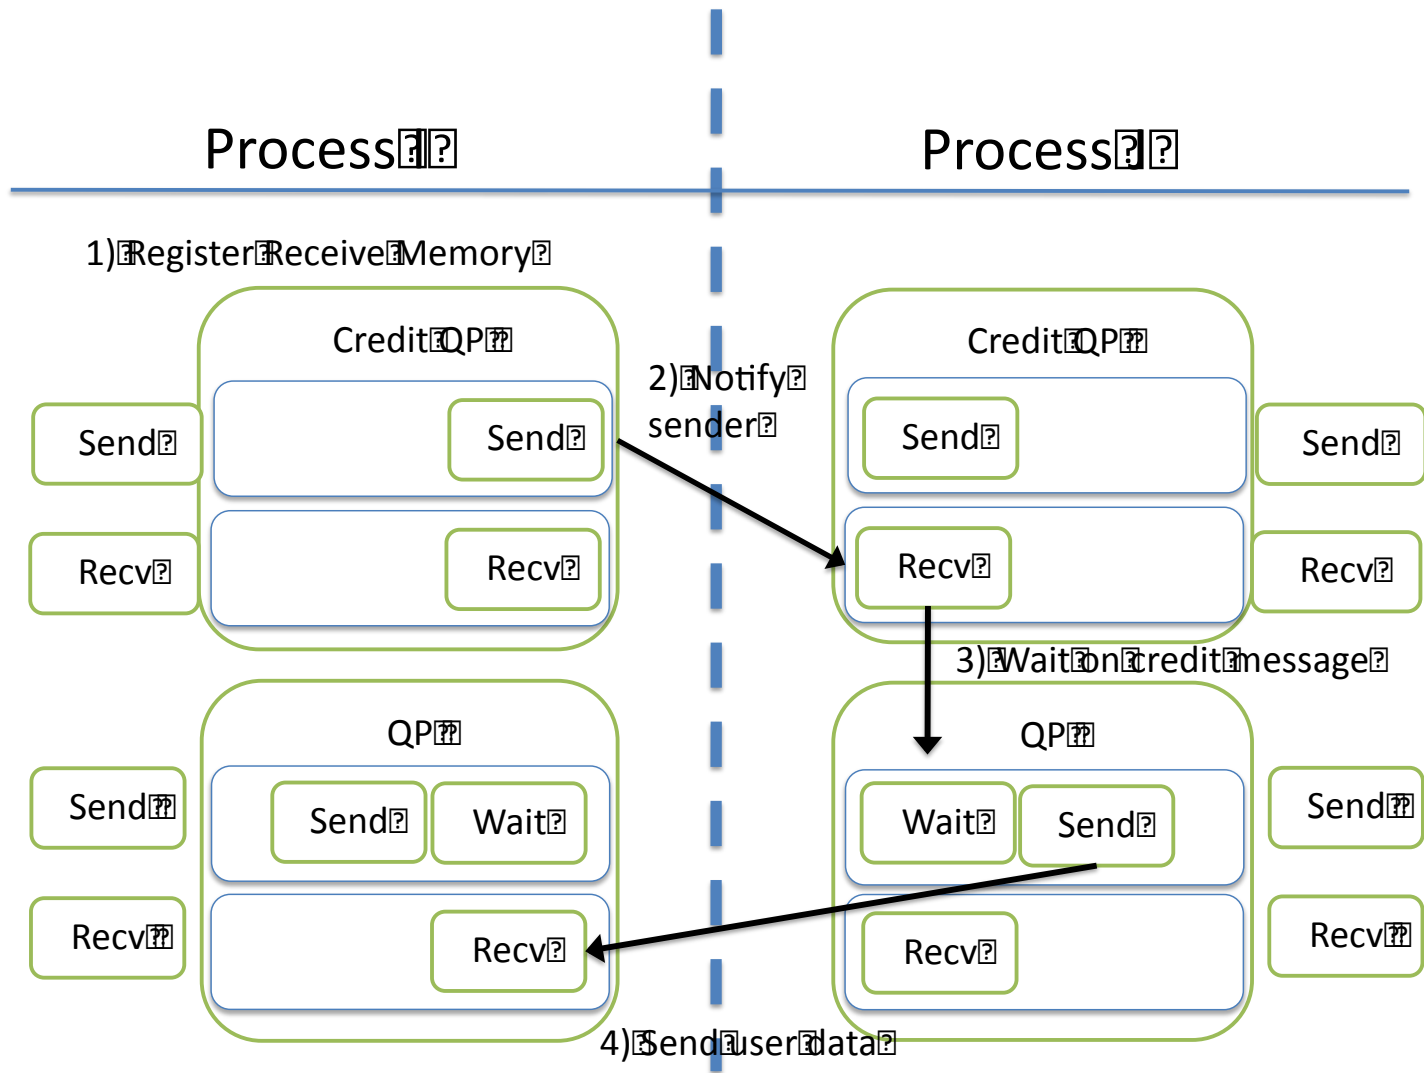 Process I
Process J
1) Register Receive Memory
Credit QP
Credit QP
2) Notify
sender
Send
Send
Send
Send
Recv
Recv
Recv
Recv
3) Wait on credit message
QP
QP
Send
Send
Wait
Wait
Send
Send
Recv
Recv
Recv
Recv
4) Send user data